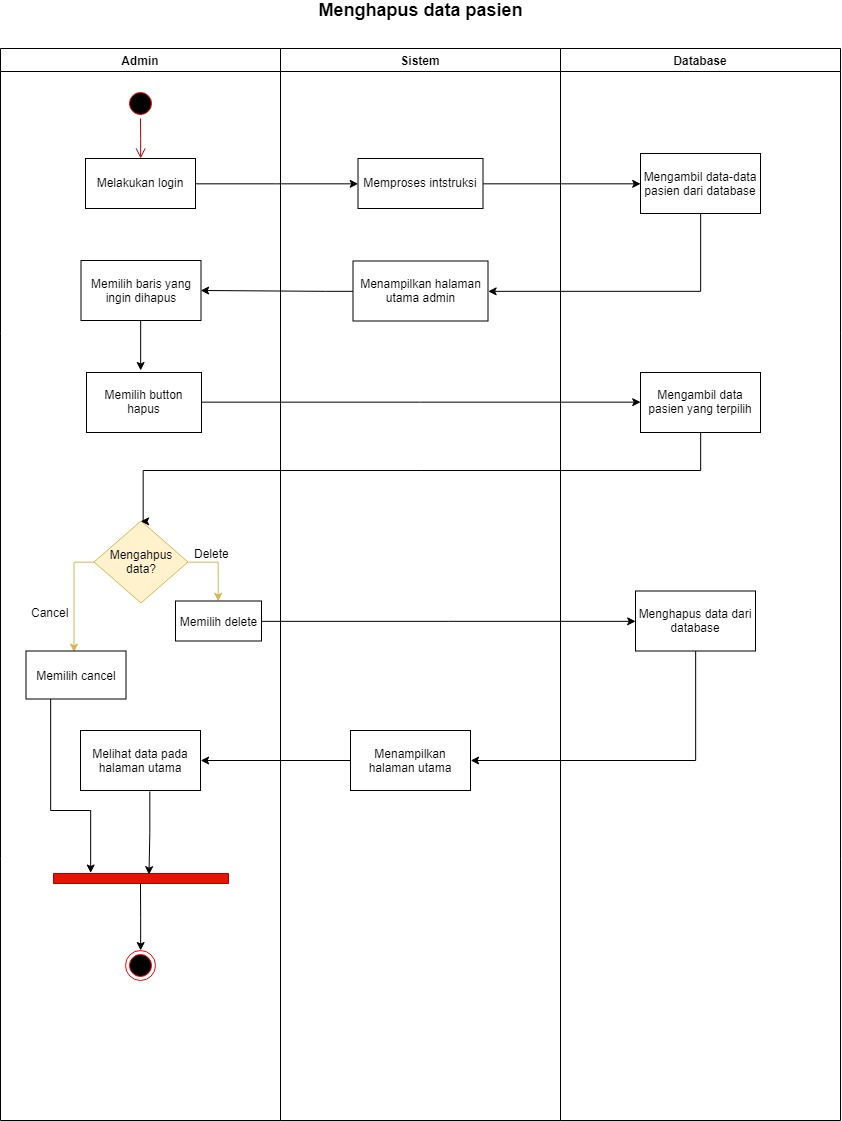 Menghapus data pasien
Admin
Sistem
Database
Melakukan login
Memproses intstruksi
Mengambil data-data
pasien dari database
Memilih baris yang
ingin dihapus
Menampilkan halaman
utama admin
Memilih button
hapus
Mengambil data
pasien yang terpilih
Mengahpus
data?
Delete
Cancel
Memilih delete
Menghapus data dari
database
Memilih cancel
Melihat data pada
halaman utama
Menampilkan
halaman utama